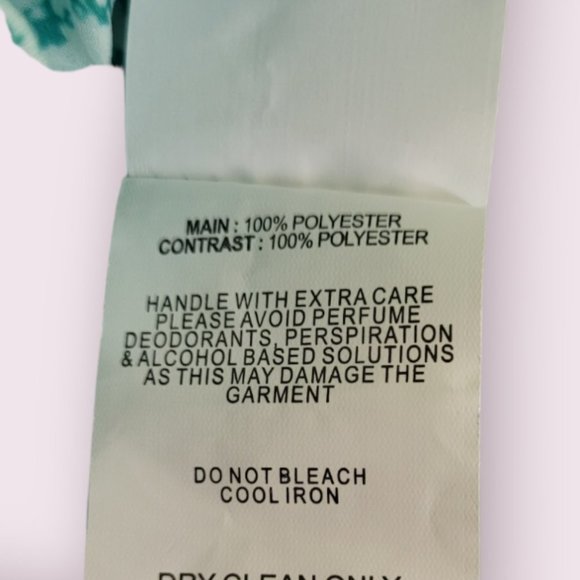 MAIN : 100% POLYESTER
CONTRAST : 100% POLYESTER
HANDLE WITH EXTRA CARE
PLEASE AVOID PERFUME
DEODORANTS, PERSPIRATION
& ALCOHOL BASED SOLUTIONS
AS THIS MAY DAMAGE THE
GARMENT
DO NOT BLEACH
COOL IRON
DRY CLEAN ONLY